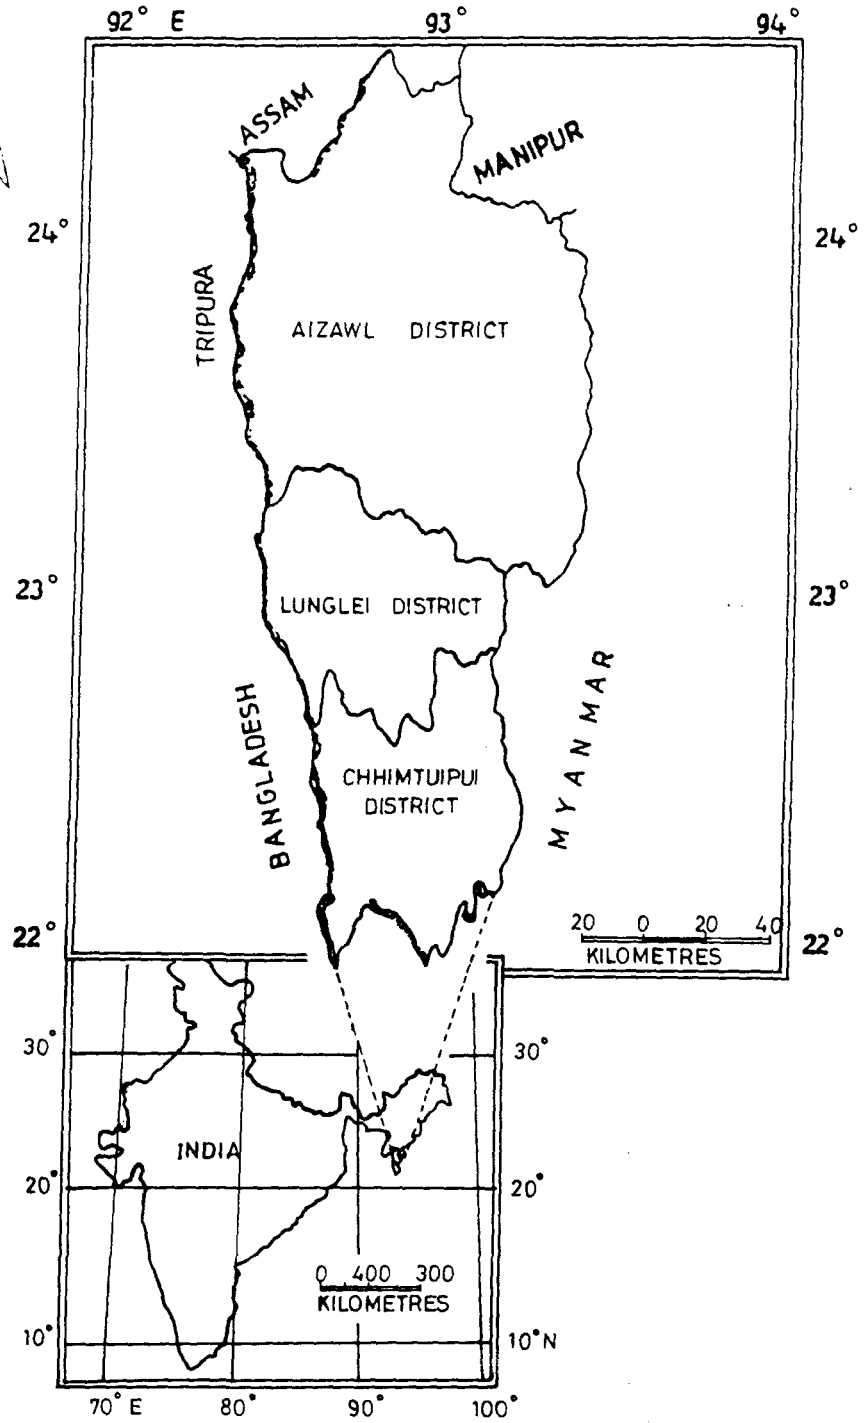 92° E 93° 94°
ASSAM
MANIPUR
24° 24°
TRIPURA
AIZAWL DISTRICT
23° 23°
LUNGLEI DISTRICT
BANGLADESH
MYANMAR
CHHIMTUIPUI
DISTRICT
22° 22°
20 0 20 40
KILOMETRES
30° 30°
INDIA
20° 20°
0 400 300
KILOMETRES
10° 10°N
70° E 80° 90° 100°